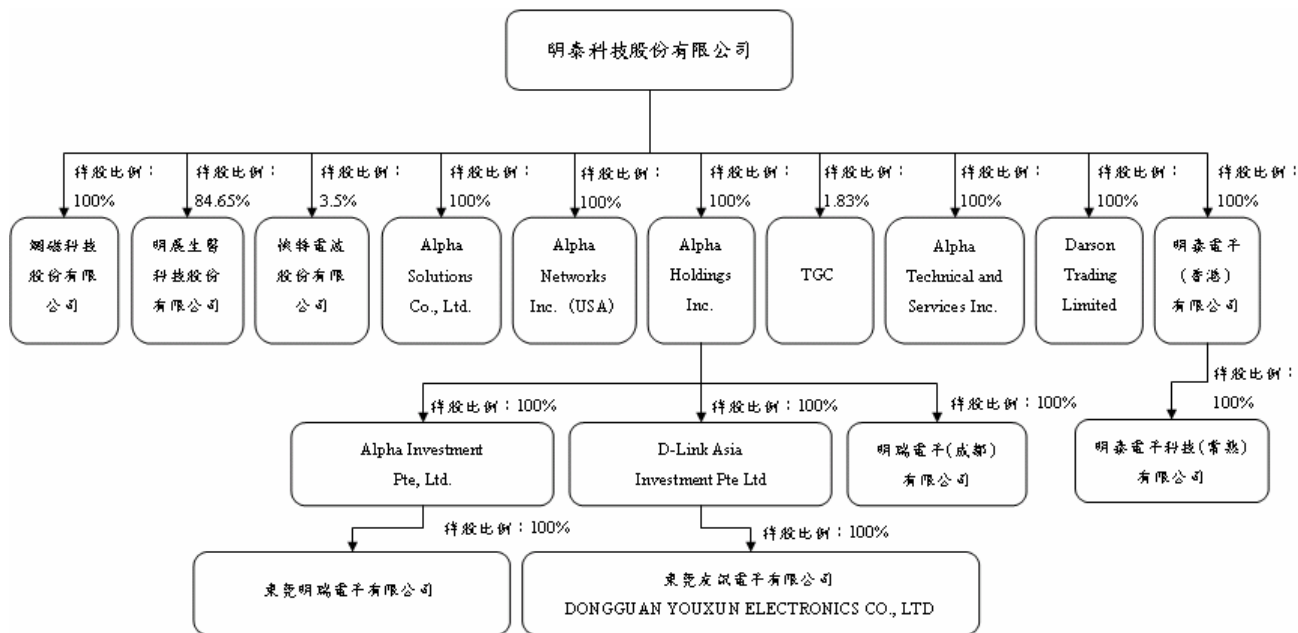 明泰科技股份有限公司
持股比例：
100%
持股比例：
84.65%
持股比例：
3.5%
持股比例：
100%
持股比例：
100%
持股比例：
100%
持股比例：
1.83%
持股比例：
100%
持股比例：
100%
持股比例：
100%
網磁科技
股份有限
公司
明展生醫
科技股份
有限公司
電波
股份有限
公司
Alpha
Solutions
Co., Ltd.
Alpha
Networks
Inc. (USA)
Alpha
Holdings
Inc.
TGC
Alpha
Technical and
Services Inc.
Darson
Trading
Limited
明泰電子
(香港)
有限公司
持股比例：100%
持股比例：100%
持股比例：100%
持股比例：
100%
Alpha Investment
Pte, Ltd.
D-Link Asia
Investment Pte Ltd
明瑞電子(成都)
有限公司
明泰電子科技(常熟)
有限公司
持股比例：100%
持股比例：100%
東莞明瑞電子有限公司
東莞友訊電子有限公司
DONGGUAN YOUXUN ELECTRONICS CO., LTD